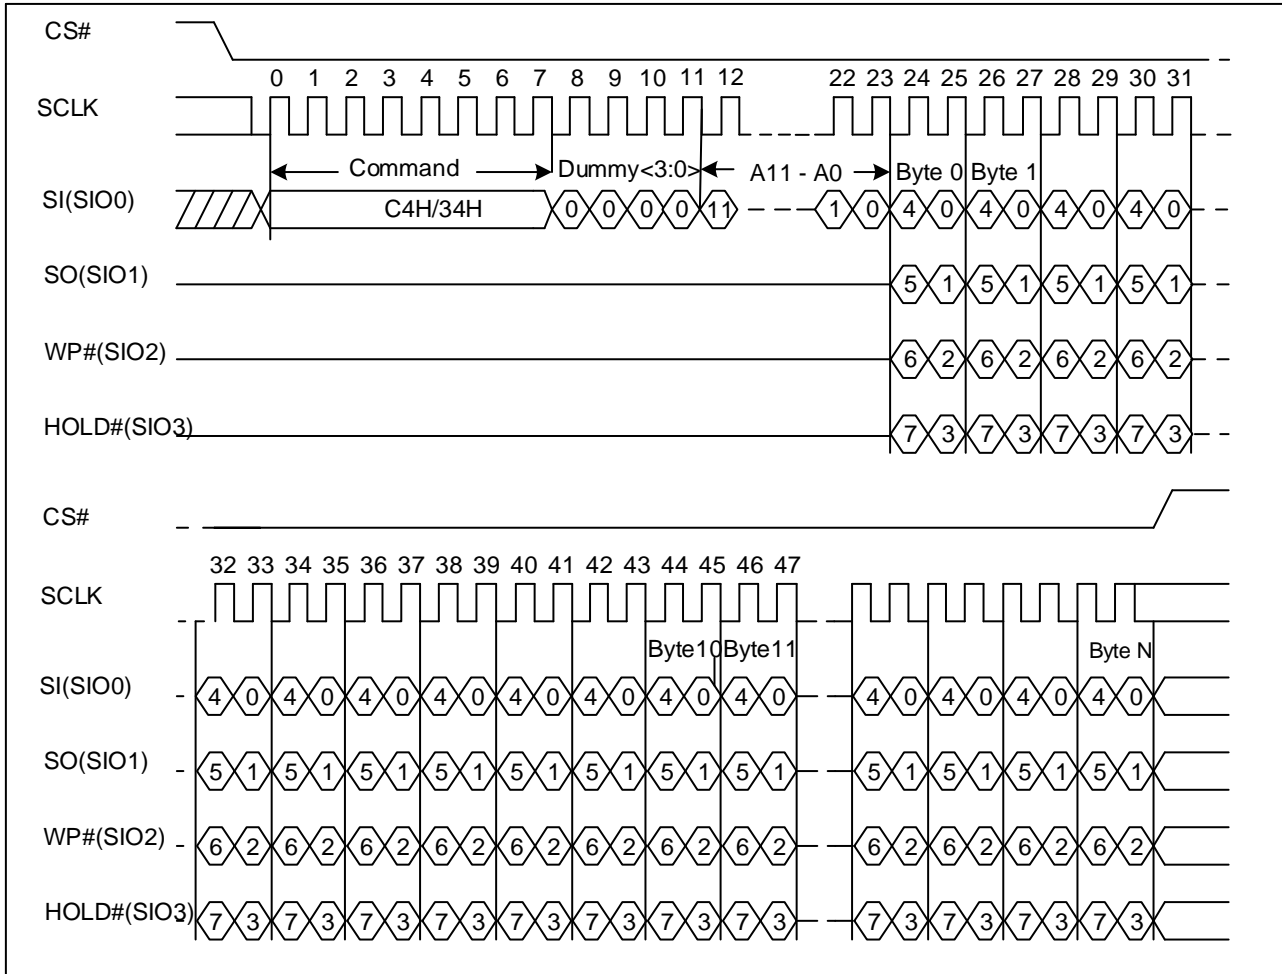 CS#
0 1 2 3 4 5 6 7 8 9 10 11 12 22 23 24 25 26 27 28 29 30 31
SCLK
Command Dummy<3:0> A11 - A0 Byte 0 Byte 1
SI(SIO0) C4H/34H 0 0 0 0 11 1 0 4 0 4 0 4 0 4 0
SO(SIO1) 5 1 5 1 5 1 5 1
WP#(SIO2) 6 2 6 2 6 2 6 2
HOLD#(SIO3) 7 3 7 3 7 3 7 3
CS#
32 33 34 35 36 37 38 39 40 41 42 43 44 45 46 47
SCLK
Byte10 Byte11 Byte N
SI(SIO0) 4 0 4 0 4 0 4 0 4 0 4 0 4 0 4 0 4 0 4 0 4 0 4 0
SO(SIO1) 5 1 5 1 5 1 5 1 5 1 5 1 5 1 5 1 5 1 5 1 5 1 5 1
WP#(SIO2) 6 2 6 2 6 2 6 2 6 2 6 2 6 2 6 2 6 2 6 2 6 2 6 2
HOLD#(SIO3) 7 3 7 3 7 3 7 3 7 3 7 3 7 3 7 3 7 3 7 3 7 3 7 3